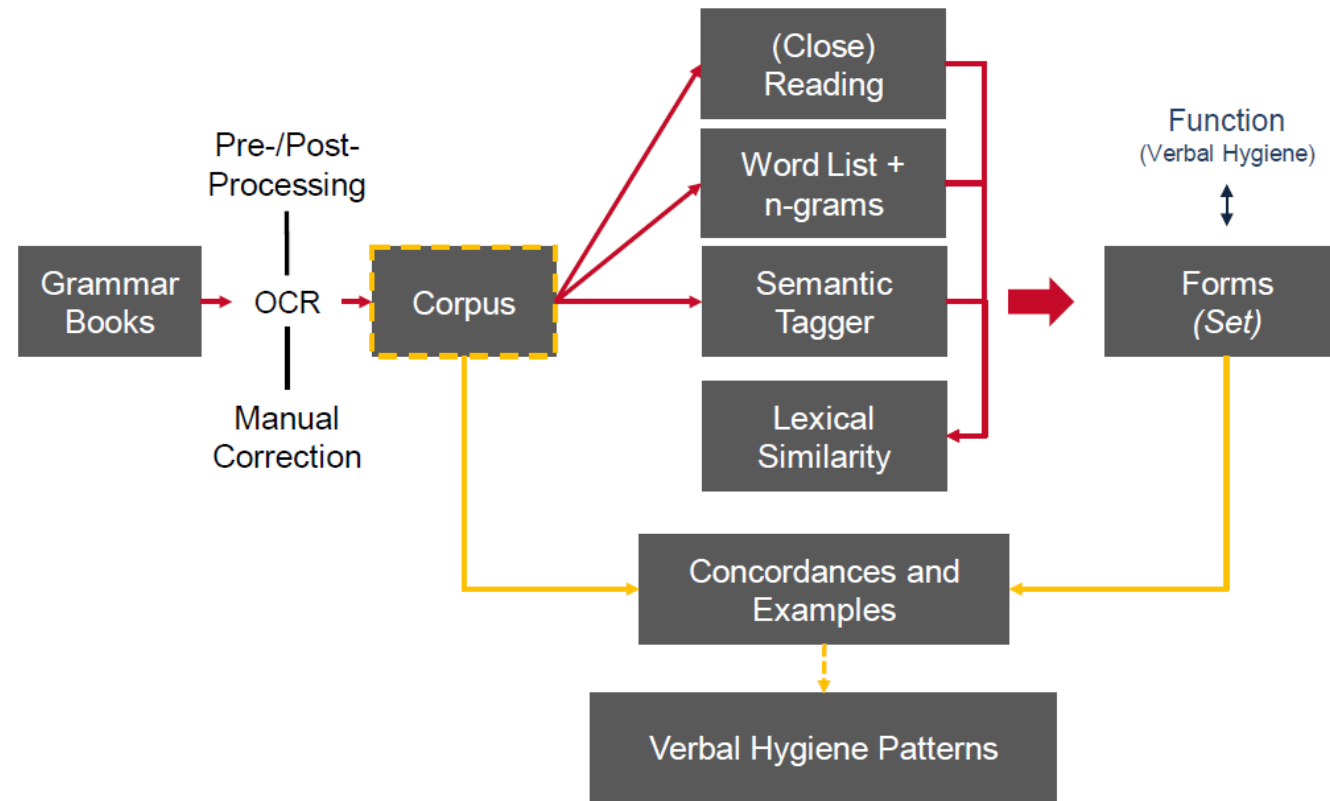 (Close)
Reading
Function
(Verbal Hygiene)
Pre-/Post-
Processing
Word List +
n-grams
Grammar
Books
OCR
Corpus
Semantic
Tagger
Forms
(Set)
Manual
Correction
Lexical
Similarity
Concordances and
Examples
Verbal Hygiene Patterns